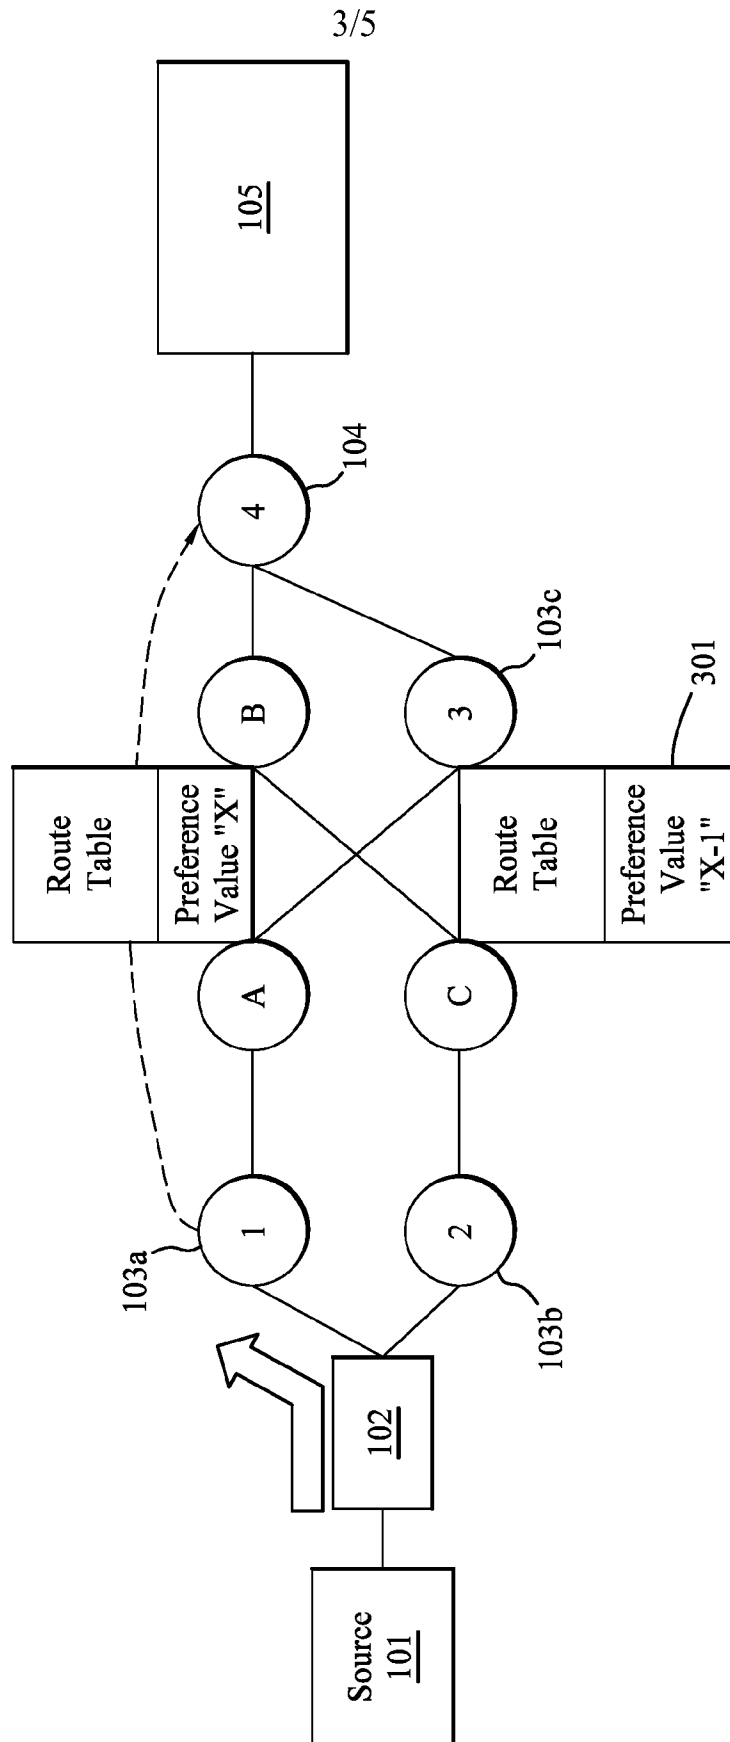 3/5
105
4
104
B
3
103c
Route
Table
Preference
Value "X"
301
Route
Table
Preference
Value
"X-1"
A
C
1
103a
2
103b
102
Source
101